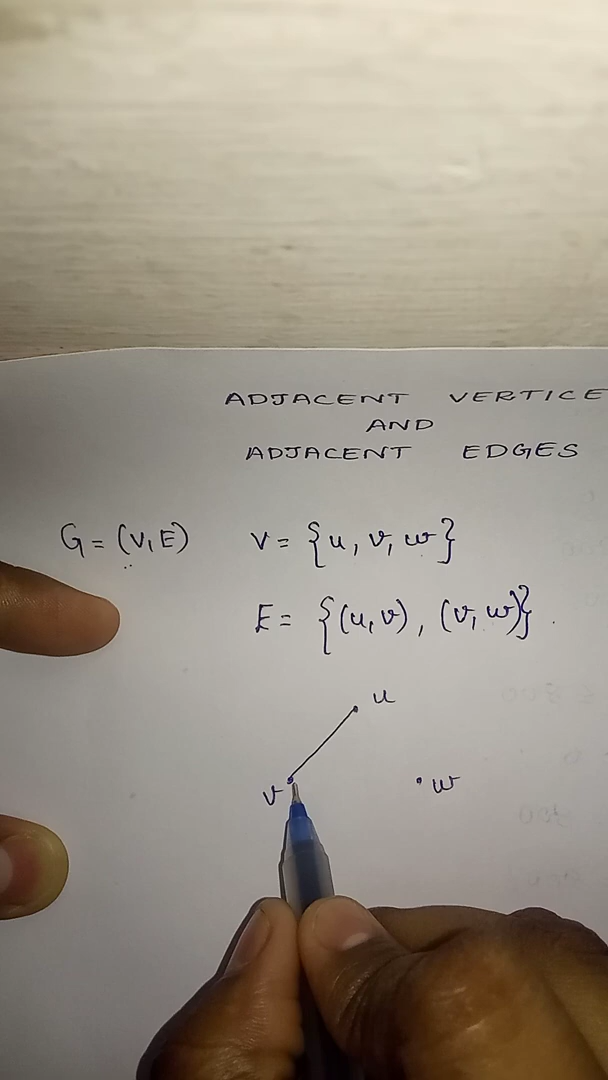 ADJACENT VERTICE
AND
ADJACENT EDGES
G = (V, E) V = {u, v, w}
E = {(u, v), (v, w)}.
u
v
w